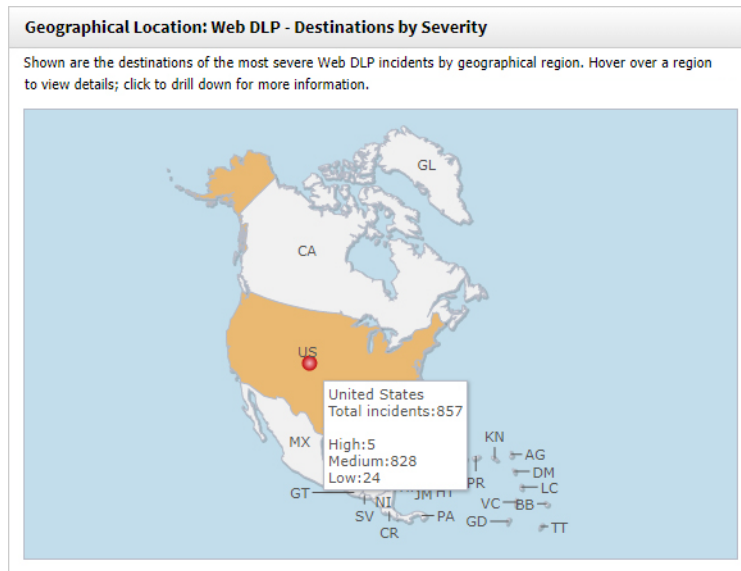 Geographical Location: Web DLP - Destinations by Severity
Shown are the destinations of the most severe Web DLP incidents by geographical region. Hover over a region
to view details; click to drill down for more information.
GL
CA
US
United States
Total incidents:857
High:5
Medium:828
Low:24
MX
KN
AG
DM
PR
LC
GT
JM
HT
NI
VC
BB
SV
PA
GD
TT
CR